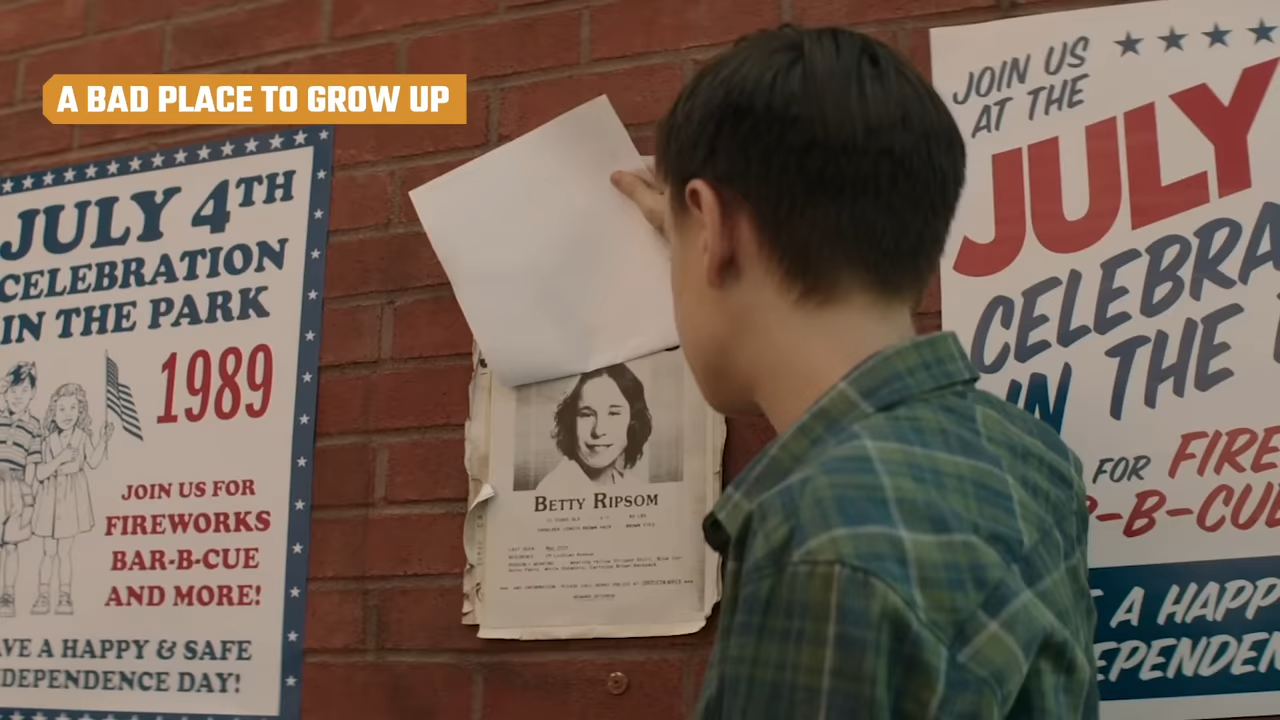 A BAD PLACE TO GROW UP
JULY 4TH
CELEBRATION
IN THE PARK
1989
JOIN US FOR
FIREWORKS
BAR-B-CUE
AND MORE!
AVE A HAPPY & SAFE
DEPENDENCE DAY!
BETTY RIPSOM
LAST SEEN
JOIN US
AT THE
JULY
CELEBRA
IN THE
FOR FIRE
R-B-CUE
A HAPP
EPENDEN